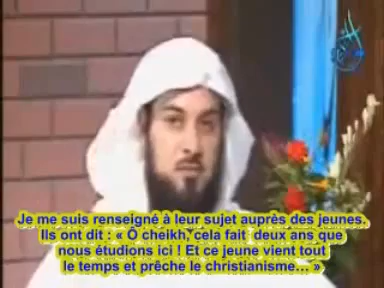 Je me suis renseigné à leur sujet auprès des jeunes.
Ils ont dit : « Ô cheikh, cela fait deux ans que
nous étudions ici ! Et ce jeune vient tout
le temps et prêche le christianisme... »